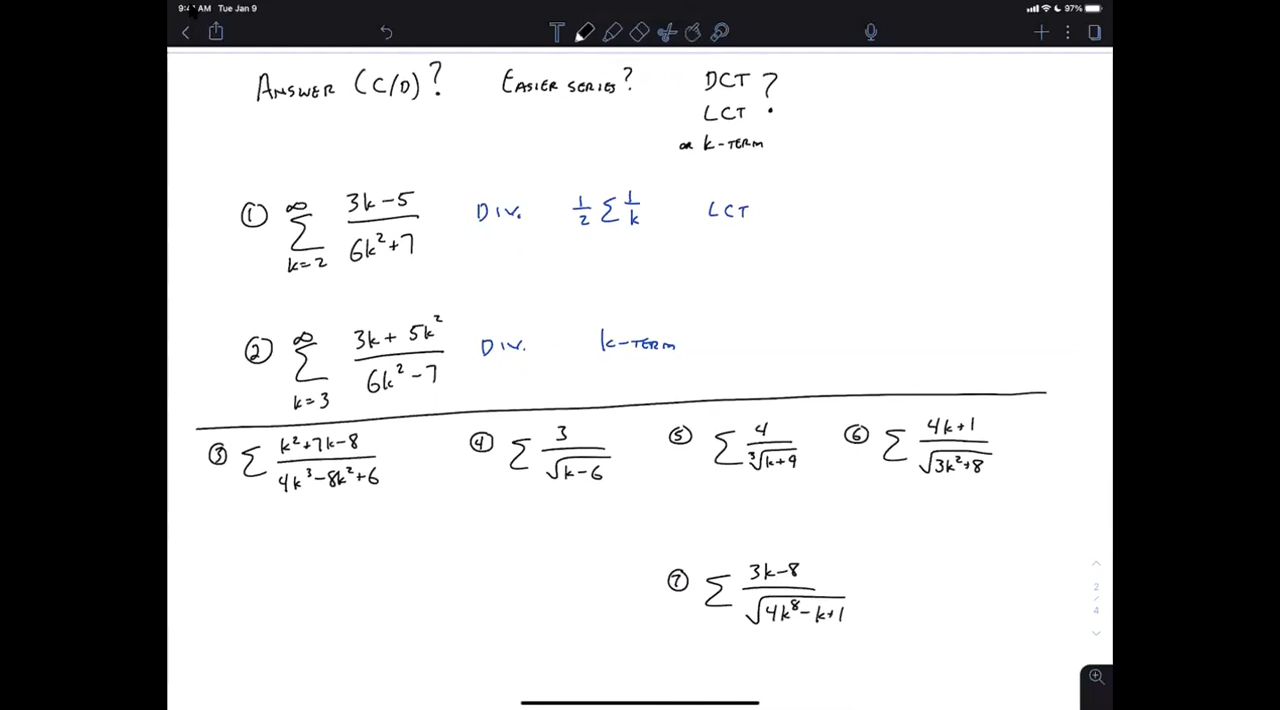 Tue Jan 9
97%
T
ANSWER (C/D)? EASIER SERIES? DCT
LCT ?
OR k-TERM
① ∞ Σ k=2 (3k-5)/(6k²+7) DIV. 1/2 Σ 1/k LCT
② ∞ Σ k=3 (3k+5k²)/(6k²-7) DIV. k-TERM
③ Σ (k²+7k-8)/(4k³-8k²+6) ④ Σ 3/√(k-6) ⑤ Σ 4/∛(k+9) ⑥ Σ (4k+1)/√(3k²+8)
⑦ Σ (3k-8)/√(4k⁸-k+1)
2
/
4